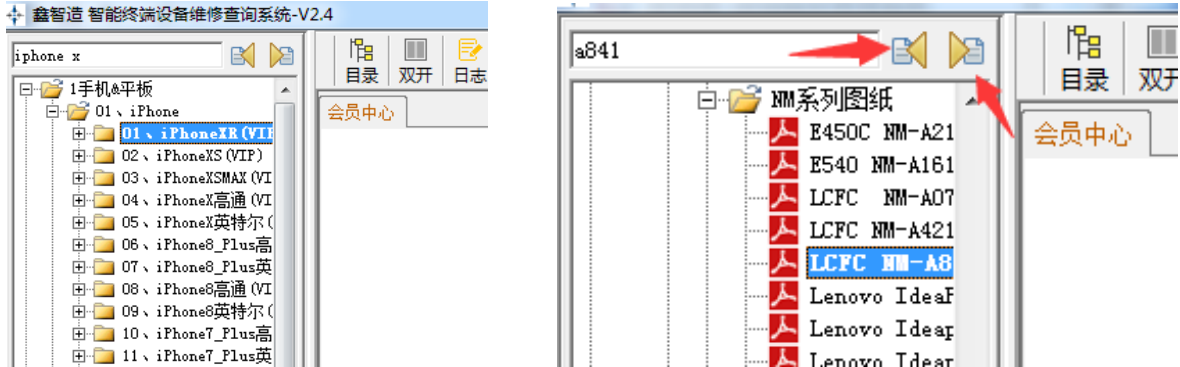 鑫智造 智能终端设备维修查询系统-V2.4
iphone x
目录 双开 日志
会员中心
1手机&平板
01、iPhone
01、iPhoneXR(VIP
02、iPhoneXS(VIP)
03、iPhoneXSMAX(VI
04、iPhoneX高通(VI
05、iPhoneX英特尔(
06、iPhone8_Plus高
07、iPhone8_Plus英
08、iPhone8高通(VI
09、iPhone8英特尔(
10、iPhone7_Plus高
11、iPhone7_Plus英
a841
目录 双开
会员中心
NM系列图纸
E450C NM-A21
E540 NM-A161
LCFC NM-A07
LCFC NM-A421
LCFC NM-A8
Lenovo IdeaP
Lenovo Ideap
Lenovo Ideap